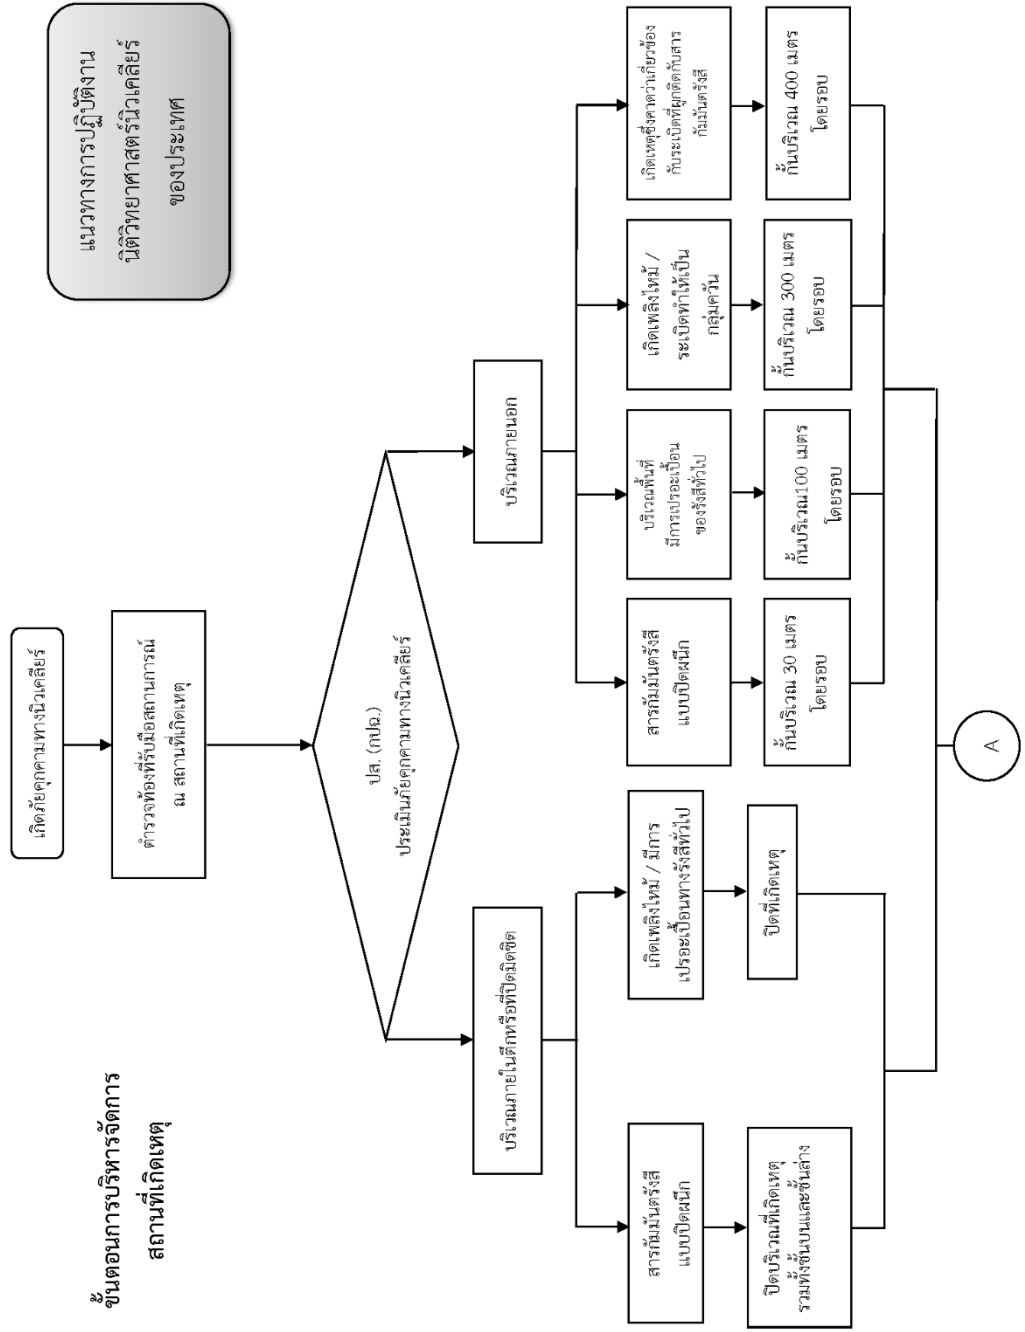 แนวทางการปฏิบัติงาน
นิติวิทยาศาสตร์นิวเคลียร์
ของประเทศ
ขั้นตอนการบริหารจัดการ
สถานที่เกิดเหตุ
เกิดภัยคุกคามทางนิวเคลียร์
ตำรวจท้องที่รับมือสถานการณ์
ณ สถานที่เกิดเหตุ
ปส. (กปฉ.)
ประเมินภัยคุกคามทางนิวเคลียร์
บริเวณภายในตึกหรือที่ปิดมิดชิด
บริเวณภายนอก
สารกัมมันตรังสี
แบบปิดผนึก
เกิดเพลิงไหม้ / มีการ
เปรอะเปื้อนทางรังสีทั่วไป
สารกัมมันตรังสี
แบบปิดผนึก
บริเวณพื้นที่
มีการเปรอะเปื้อน
ของรังสีทั่วไป
เกิดเพลิงไหม้ /
ระเบิดทำให้เป็น
กลุ่มควัน
เกิดเหตุซึ่งคาดว่าเกี่ยวข้อง
กับระเบิดที่ผูกติดกับสาร
กัมมันตรังสี
ปิดบริเวณที่เกิดเหตุ
รวมทั้งชั้นบนและชั้นล่าง
ปิดที่เกิดเหตุ
กั้นบริเวณ 30 เมตร
โดยรอบ
กั้นบริเวณ100 เมตร
โดยรอบ
กั้นบริเวณ 300 เมตร
โดยรอบ
กั้นบริเวณ 400 เมตร
โดยรอบ
A